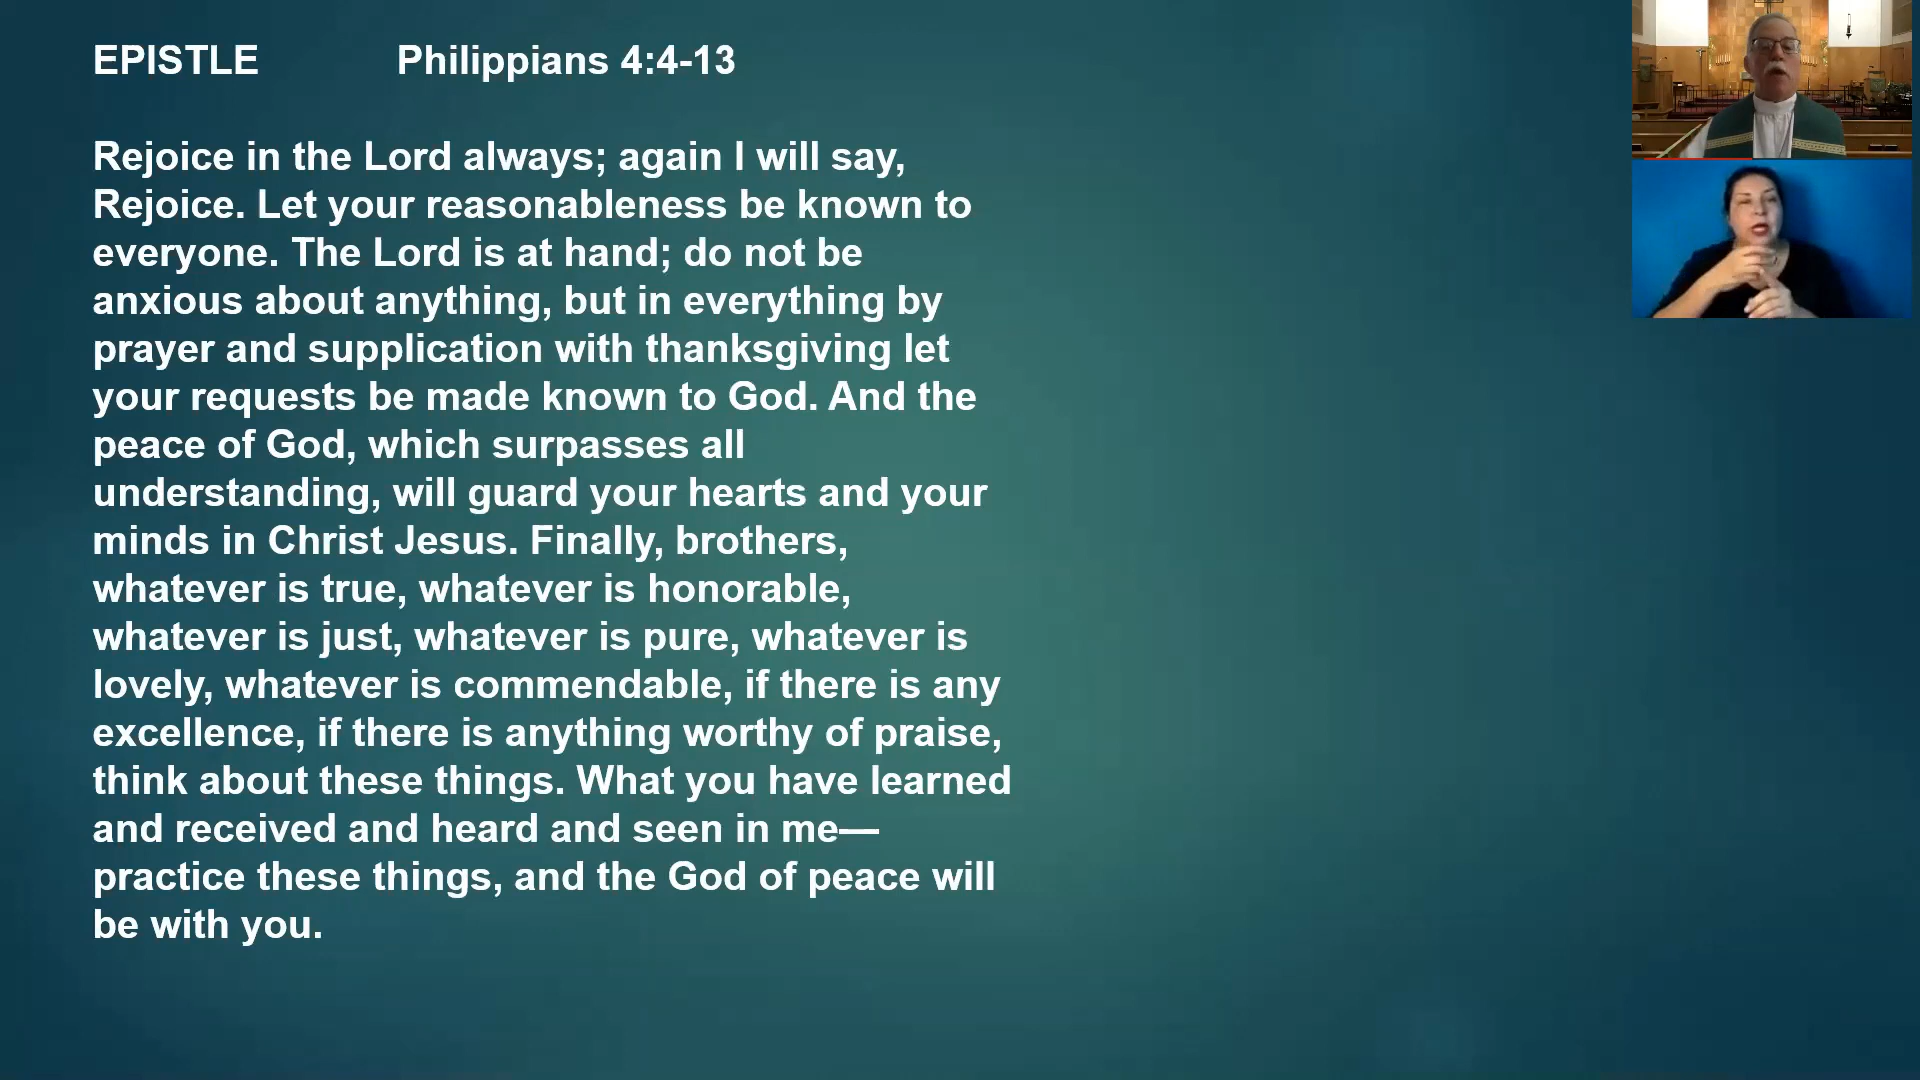 EPISTLE Philippians 4:4-13
Rejoice in the Lord always; again I will say,
Rejoice. Let your reasonableness be known to
everyone. The Lord is at hand; do not be
anxious about anything, but in everything by
prayer and supplication with thanksgiving let
your requests be made known to God. And the
peace of God, which surpasses all
understanding, will guard your hearts and your
minds in Christ Jesus. Finally, brothers,
whatever is true, whatever is honorable,
whatever is just, whatever is pure, whatever is
lovely, whatever is commendable, if there is any
excellence, if there is anything worthy of praise,
think about these things. What you have learned
and received and heard and seen in me—
practice these things, and the God of peace will
be with you.